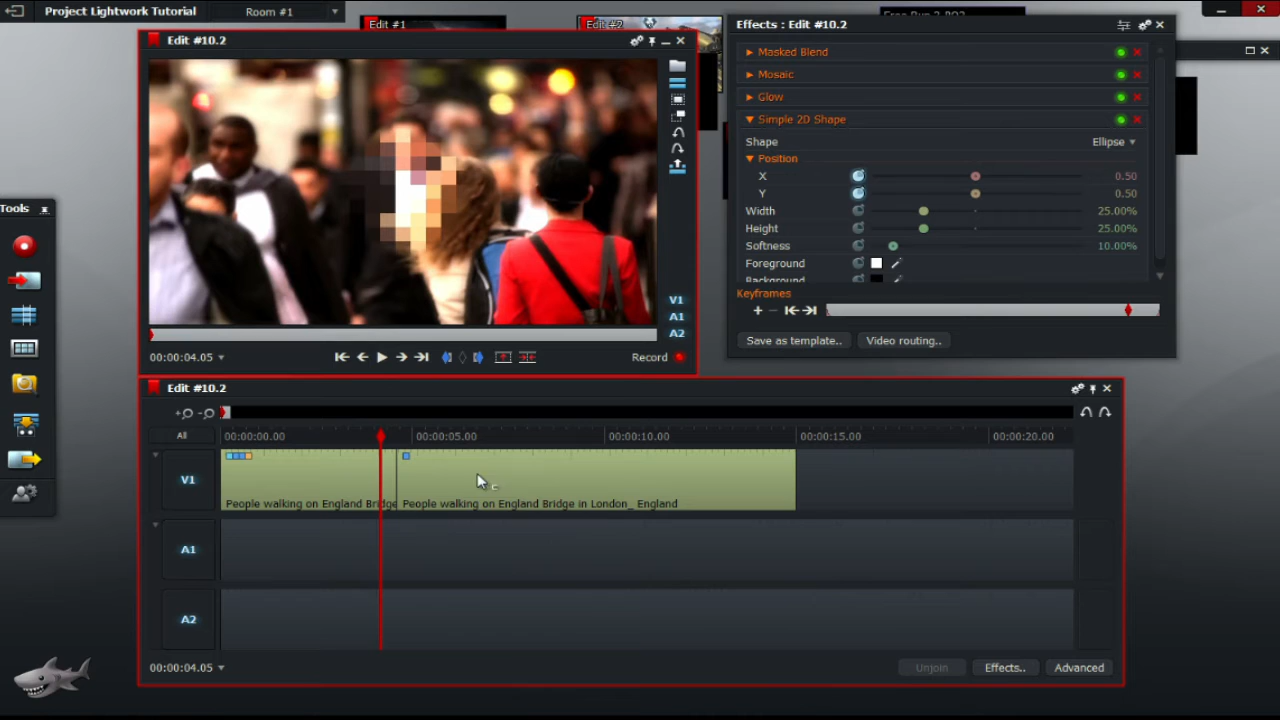 Project Lightwork Tutorial
Room #1
Edit #1
Edit #2
Effects : Edit #10.2
Edit #10.2
Masked Blend
Mosaic
Glow
Simple 2D Shape
Shape
Ellipse
Position
X
0.50
Y
0.50
Width
25.00%
Height
25.00%
Softness
10.00%
Foreground
Background
Keyframes
Save as template..
Video routing..
V1
A1
A2
00:00:04.05
Record
Tools
Edit #10.2
All
00:00:00.00
00:00:05.00
00:00:10.00
00:00:15.00
00:00:20.00
V1
People walking on England Bridge
People walking on England Bridge in London_ England
A1
A2
00:00:04.05
Unjoin
Effects..
Advanced